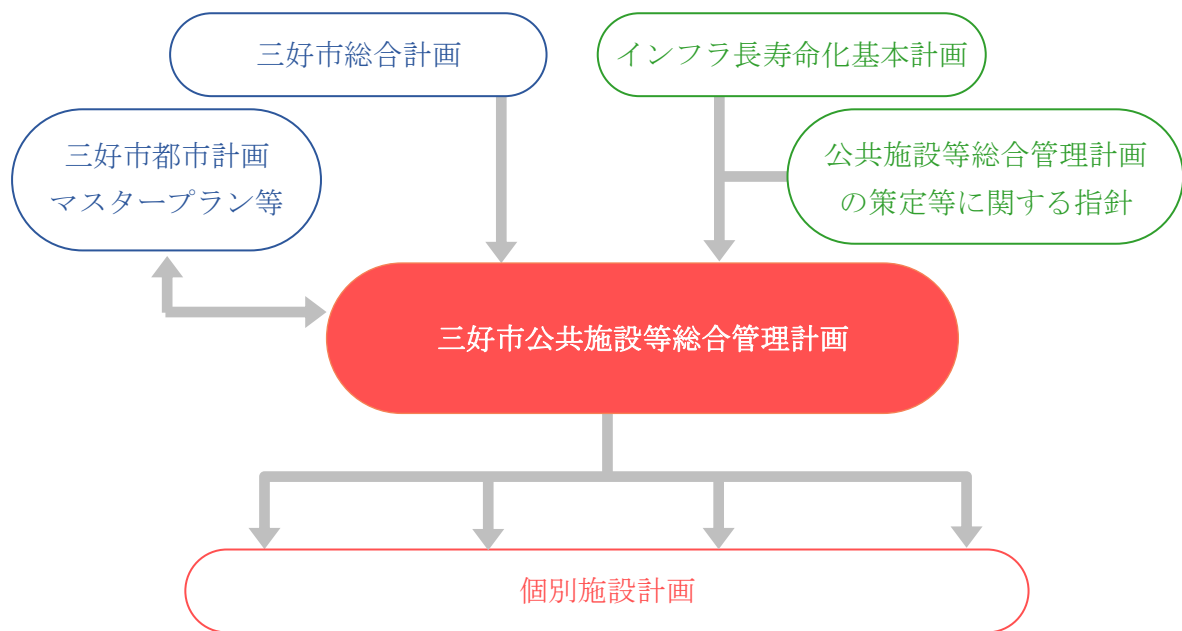 三好市総合計画
インフラ長寿命化基本計画
三好市都市計画
マスタープラン等
公共施設等総合管理計画
の策定等に関する指針
三好市公共施設等総合管理計画
個別施設計画